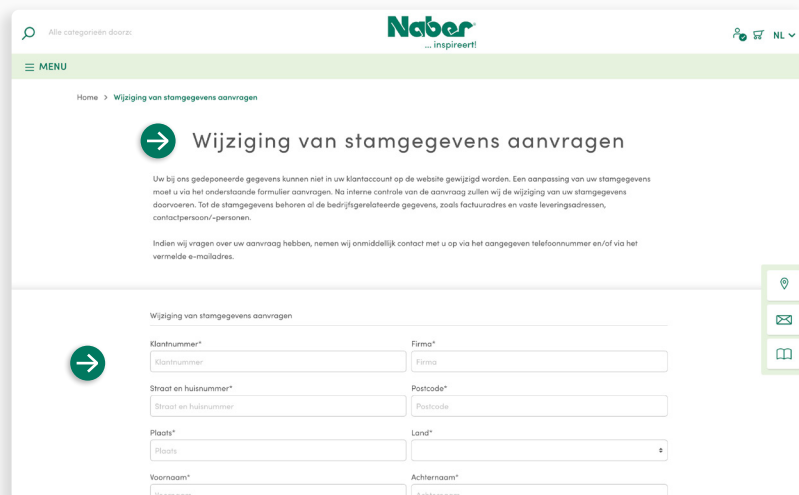 Alle categorieën doorzo
Naber
... inspireert!
NL
MENU
Home > Wijziging van stamgegevens aanvragen
Wijziging van stamgegevens aanvragen
Uw bij ons gedeponeerde gegevens kunnen niet in uw klantaccount op de website gewijzigd worden. Een aanpassing van uw stamgegevens
moet u via het onderstaande formulier aanvragen. Na interne controle van de aanvraag zullen wij de wijziging van uw stamgegevens
doorvoeren. Tot de stamgegevens behoren al de bedrijfsgerelateerde gegevens, zoals factuuradres en vaste leveringsadressen,
contactpersoon/-personen.
Indien wij vragen over uw aanvraag hebben, nemen wij onmiddellijk contact met u op via het aangegeven telefoonnummer en/of via het
vermelde e-mailadres.
Wijziging van stamgegevens aanvragen
Klantnummer* Firma*
Klantnummer Firma
Straat en huisnummer* Postcode*
Straat en huisnummer Postcode
Plaats* Land*
Plaats
Voornaam* Achternaam*
Voornaam Achternaam